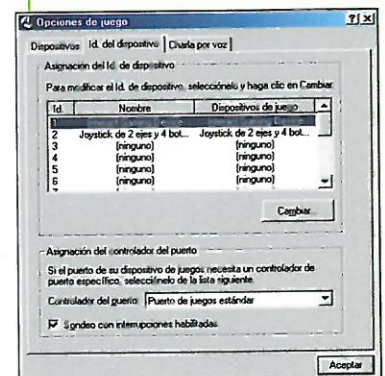 Opciones de juego
Dispositivos Id. del dispositivo Charla por voz
Asignación del Id. de dispositivo
Para modificar el Id. de dispositivo, selecciónelo y haga clic en Cambiar.
Id. Nombre Dispositivos de juego
1
2 Joystick de 2 ejes y 4 bot... Joystick de 2 ejes y 4 bot...
3 (ninguno) (ninguno)
4 (ninguno) (ninguno)
5 (ninguno) (ninguno)
6 (ninguno) (ninguno)
Cambiar...
Asignación del controlador del puerto
Si el puerto de su dispositivo de juegos necesita un controlador de
puerto específico, selecciónelo de la lista siguiente.
Controlador del puerto: Puerto de juegos estándar
Sondeo con interrupciones habilitadas
Aceptar